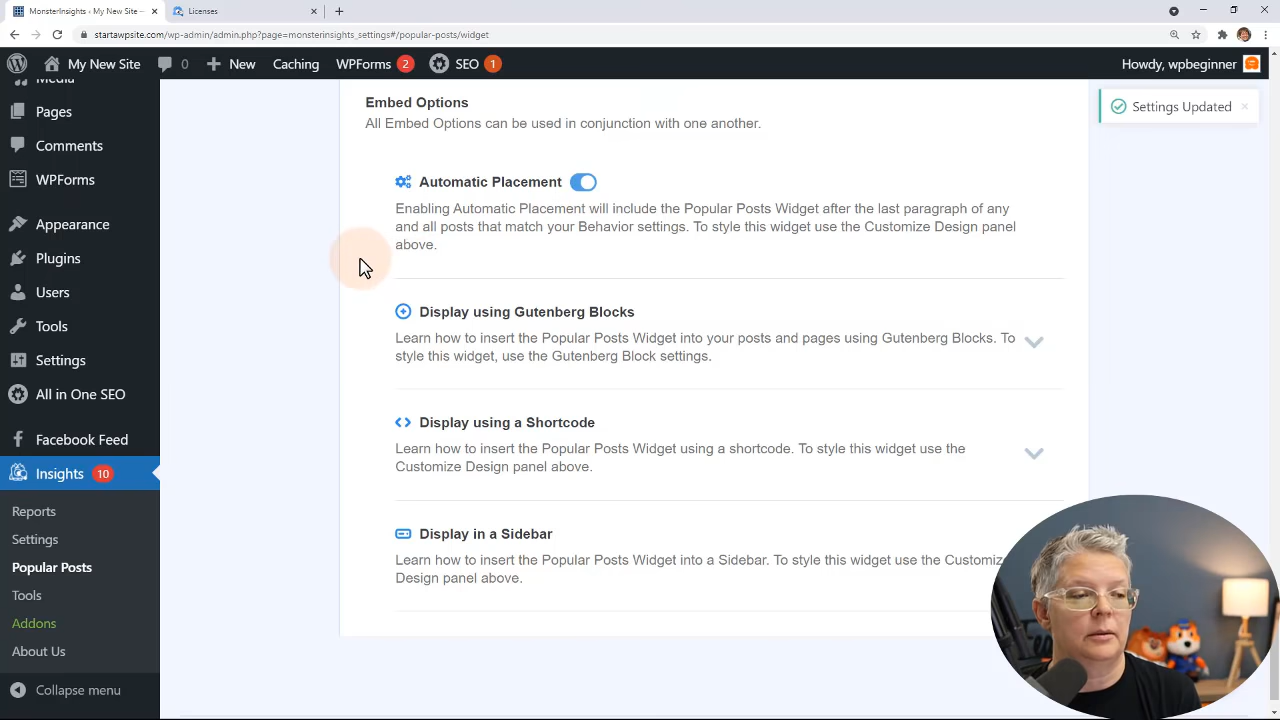 MonsterInsights ‹ My New Site — ×
Licenses ×
startawpsite.com/wp-admin/admin.php?page=monsterinsights_settings#/popular-posts/widget
My New Site
0
New
Caching
WPForms 2
SEO 1
Howdy, wpbeginner
Media
Pages
Comments
WPForms
Appearance
Plugins
Users
Tools
Settings
All in One SEO
Facebook Feed
Insights 10
Reports
Settings
Popular Posts
Tools
Addons
About Us
Collapse menu
Embed Options
All Embed Options can be used in conjunction with one another.
Automatic Placement
Enabling Automatic Placement will include the Popular Posts Widget after the last paragraph of any
and all posts that match your Behavior settings. To style this widget use the Customize Design panel
above.
Display using Gutenberg Blocks
Learn how to insert the Popular Posts Widget into your posts and pages using Gutenberg Blocks. To
style this widget, use the Gutenberg Block settings.
Display using a Shortcode
Learn how to insert the Popular Posts Widget using a shortcode. To style this widget use the
Customize Design panel above.
Display in a Sidebar
Learn how to insert the Popular Posts Widget into a Sidebar. To style this widget use the Customize
Design panel above.
Settings Updated ×